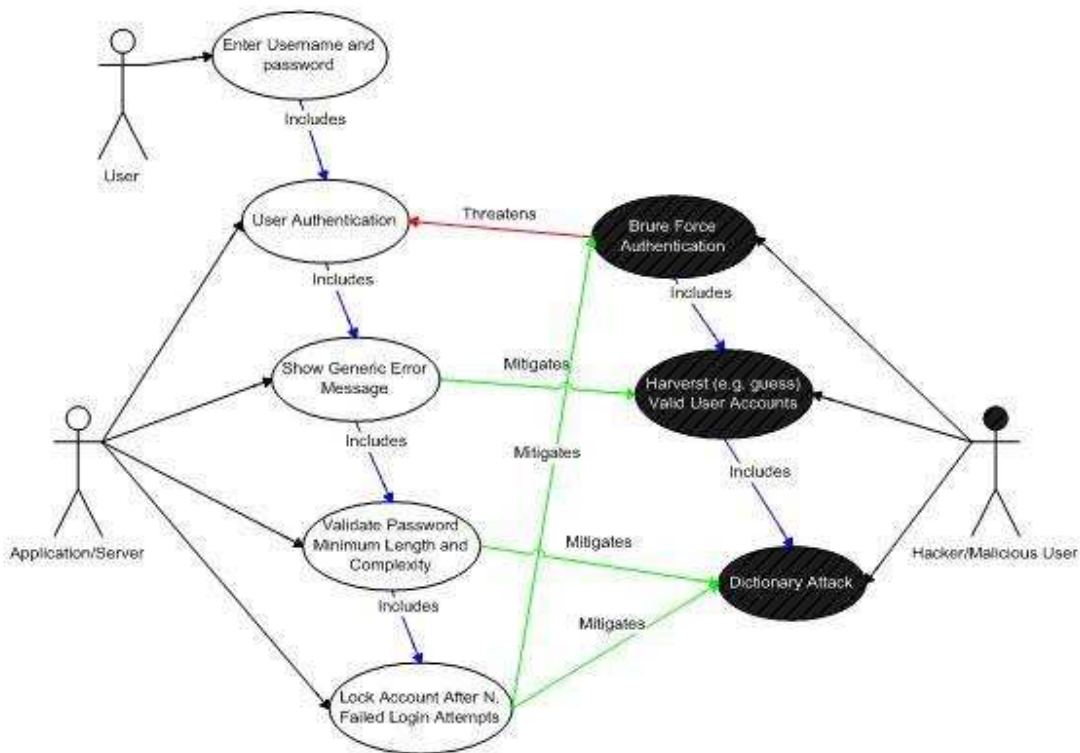 Enter Username and
password
Includes
User
User Authentication
Threatens
Brure Force
Authentication
Includes
Includes
Show Generic Error
Message
Mitigates
Harverst (e.g. guess)
Valid User Accounts
Includes
Mitigates
Includes
Application/Server
Validate Password
Minimum Length and
Complexity
Mitigates
Hacker/Malicious User
Dictionary Attack
Includes
Mitigates
Lock Account After N.
Failed Login Attempts